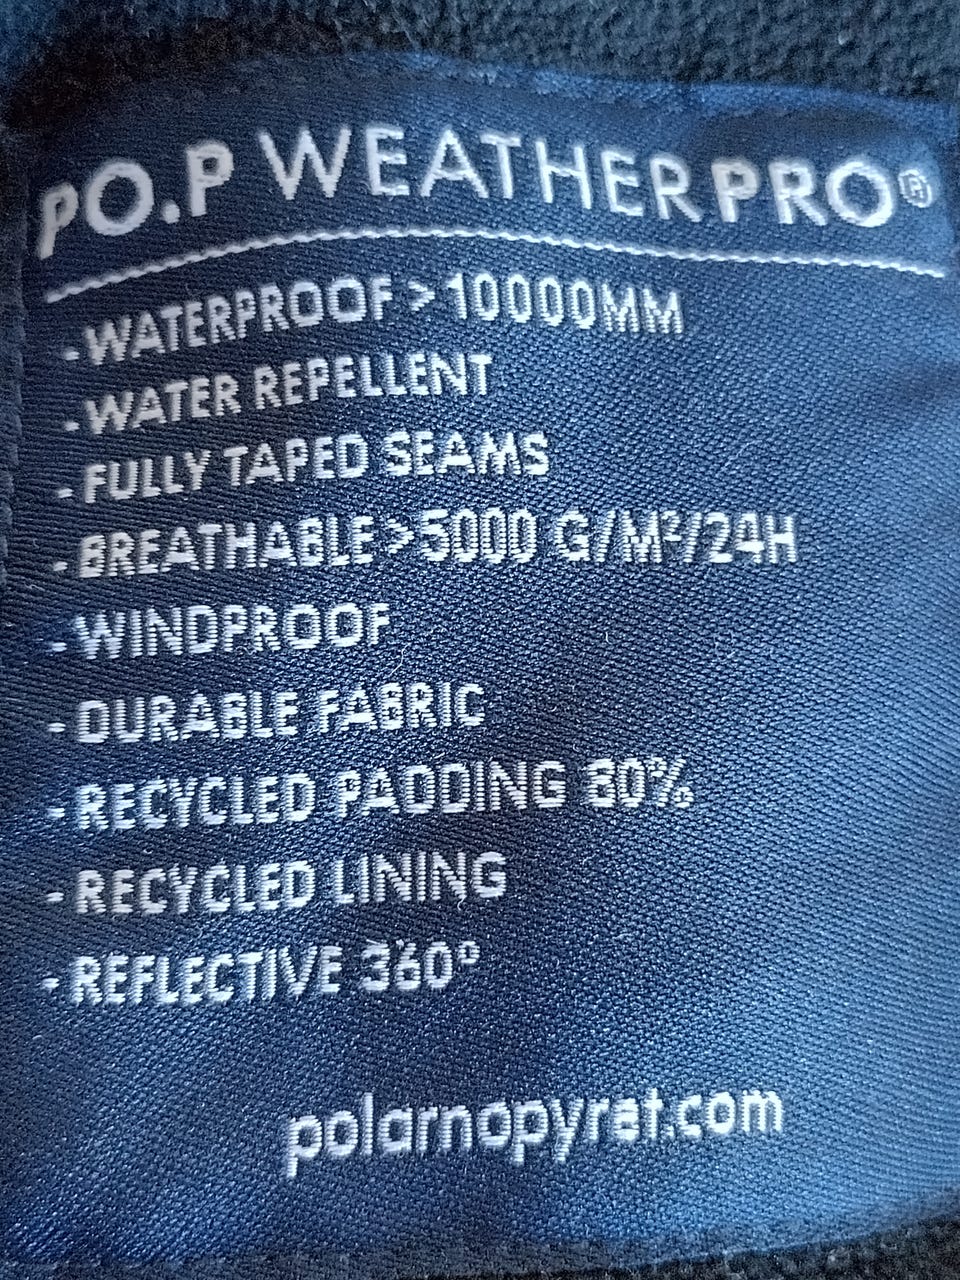 PO.P WEATHERPRO®
-WATERPROOF > 10000MM
-WATER REPELLENT
-FULLY TAPED SEAMS
-BREATHABLE>5000 G/M²/24H
-WINDPROOF
-DURABLE FABRIC
-RECYCLED PADDING 80%
-RECYCLED LINING
-REFLECTIVE 360°
polarnopyret.com